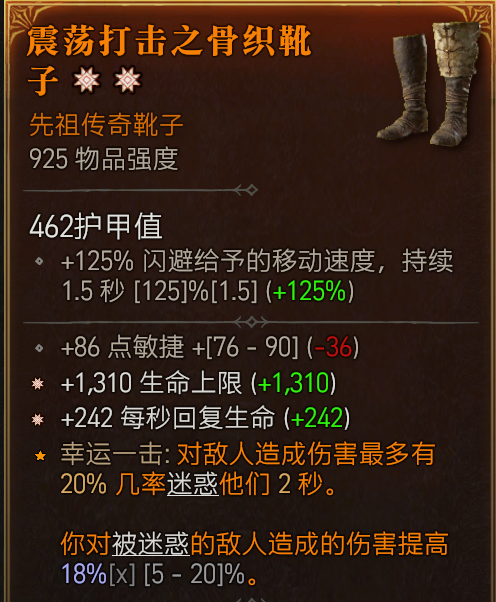 震荡打击之骨织靴
子
先祖传奇靴子
925 物品强度
462护甲值
+125% 闪避给予的移动速度，持续
1.5 秒 [125]%[1.5] (+125%)
+86 点敏捷 +[76 - 90] (-36)
+1,310 生命上限 (+1,310)
+242 每秒回复生命 (+242)
幸运一击: 对敌人造成伤害最多有
20% 几率迷惑他们 2 秒。
你对被迷惑的敌人造成的伤害提高
18%[x] [5 - 20]%。